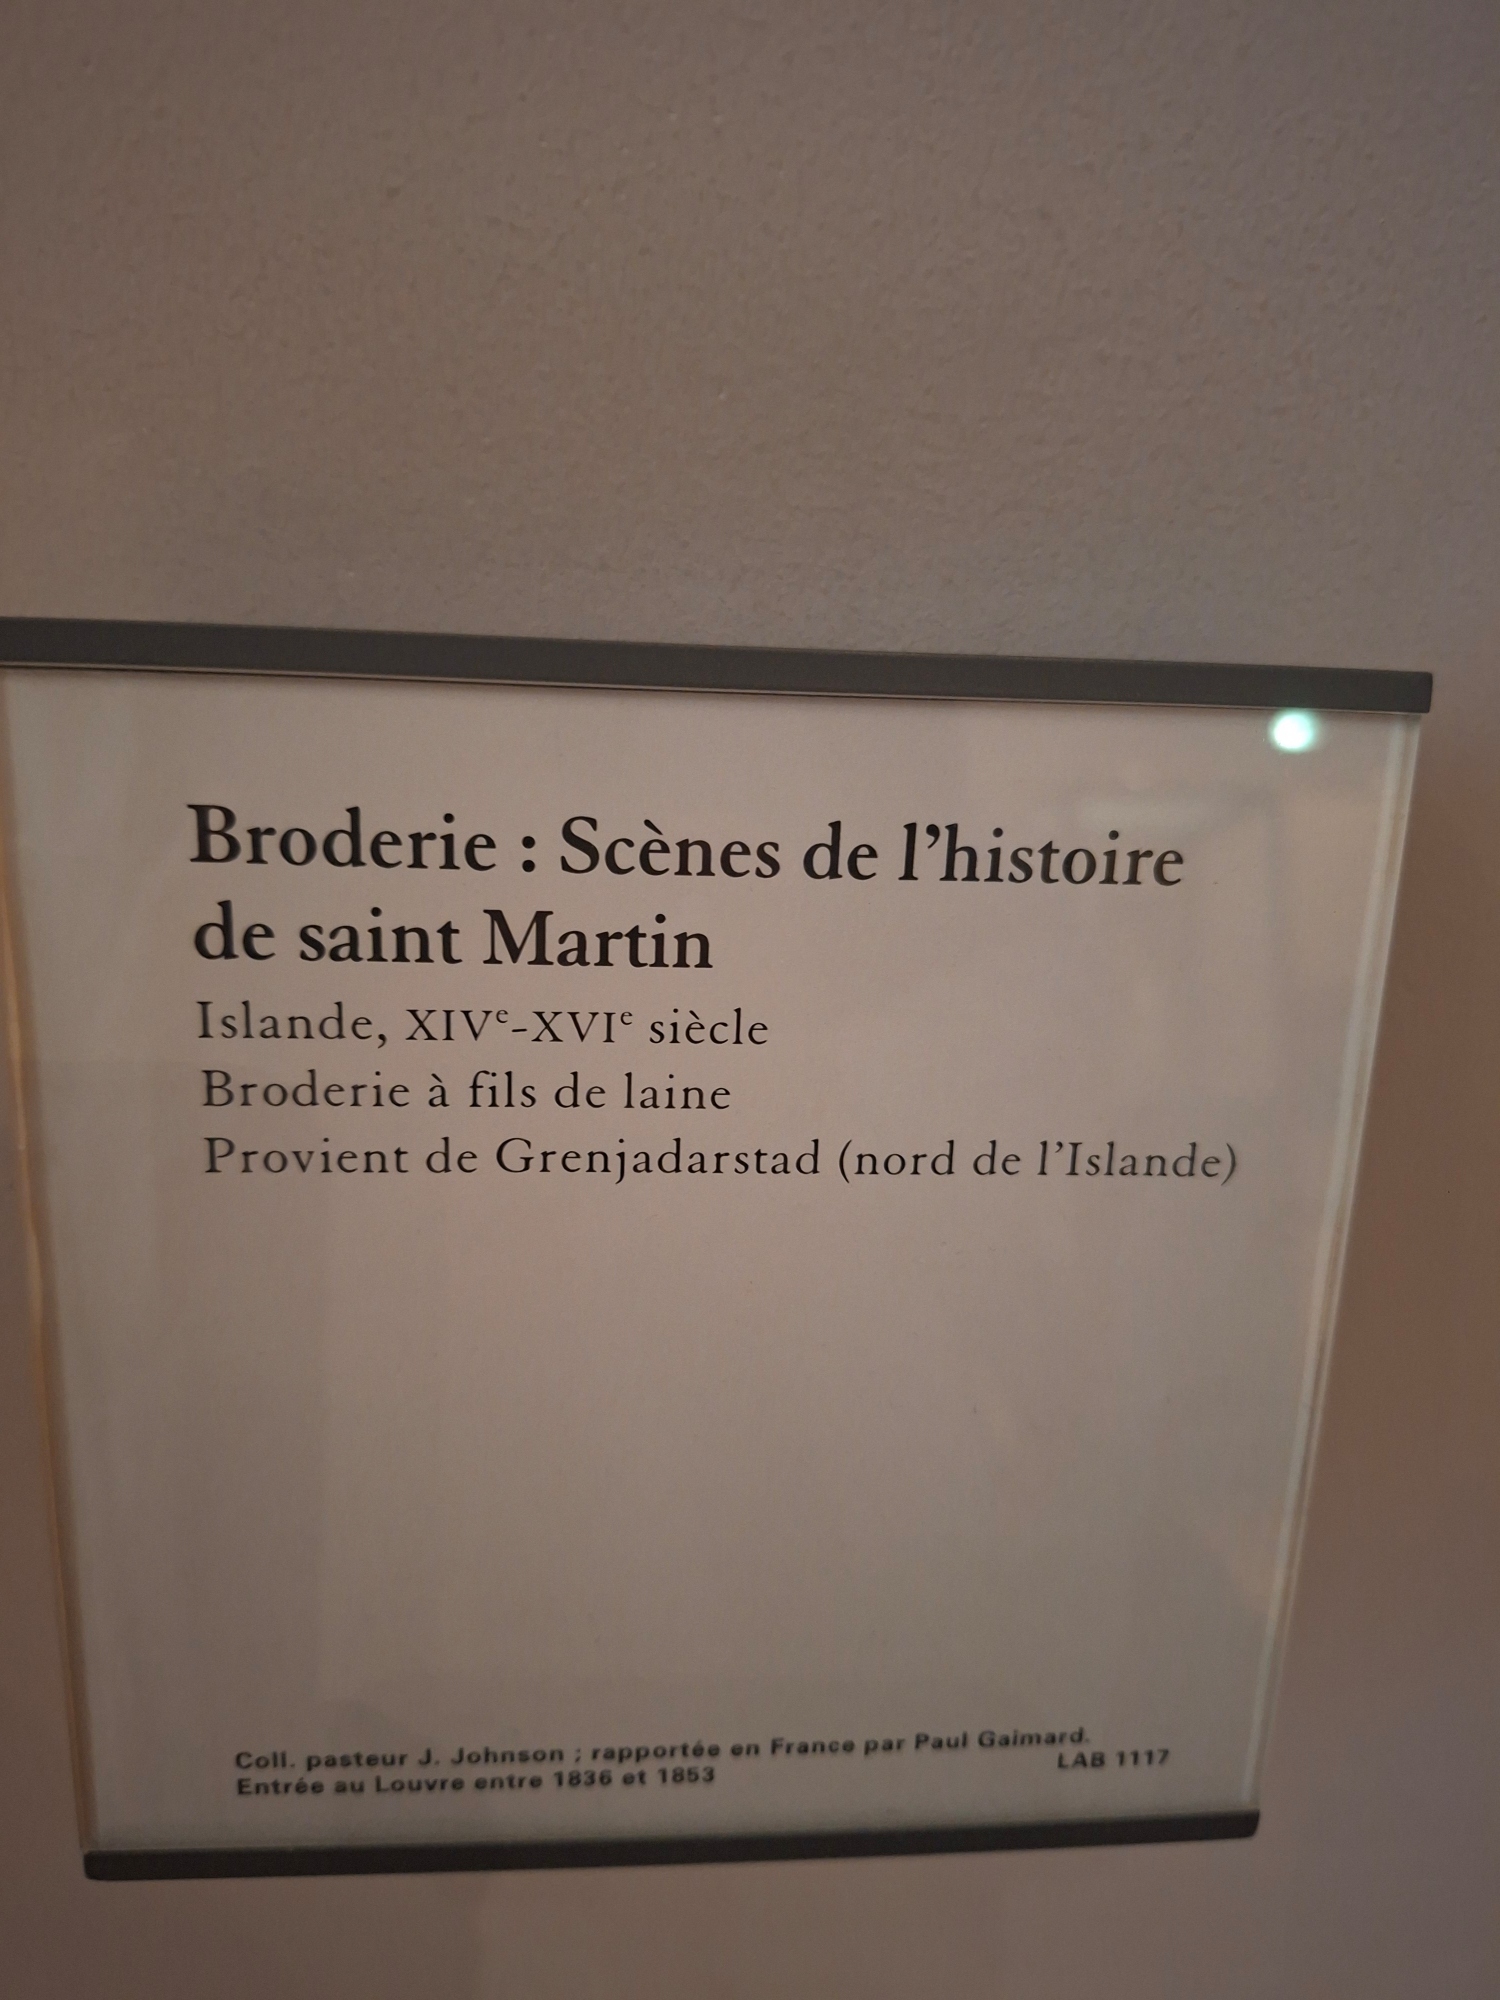 Broderie : Scènes de l’histoire
de saint Martin
Islande, XIVᵉ-XVIᵉ siècle
Broderie à fils de laine
Provient de Grenjadarstad (nord de l’Islande)
Coll. pasteur J. Johnson ; rapportée en France par Paul Gaimard.
Entrée au Louvre entre 1836 et 1853
LAB 1117